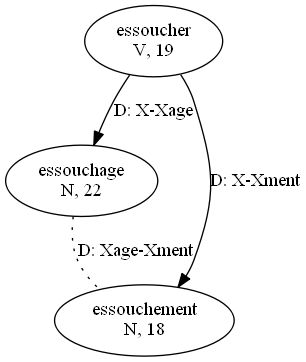 essoucher
V, 19
D: X-Xage
essouchage
N, 22
D: X-Xment
D: Xage-Xment
essouchement
N, 18